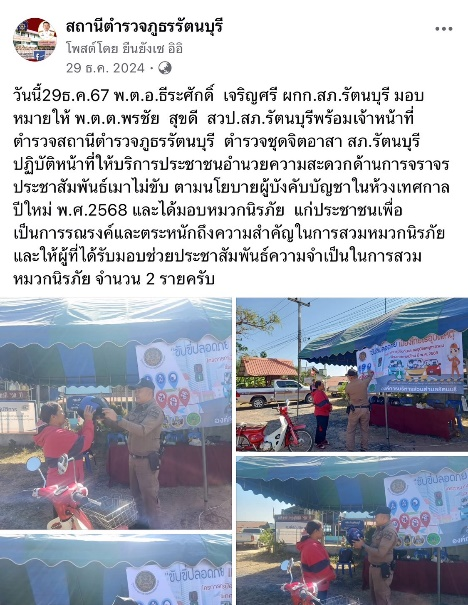 สถานีตำรวจภูธรรัตนบุรี
โพสต์โดย ยืนยังเซ อิอิ
29 ธ.ค. 2024
วันนี้29ธ.ค.67 พ.ต.อ.ธีระศักดิ์ เจริญศรี ผกก.สภ.รัตนบุรี มอบ
หมายให้ พ.ต.ต.พรชัย สุขดี สวป.สภ.รัตนบุรีพร้อมเจ้าหน้าที่
ตำรวจสถานีตำรวจภูธรรัตนบุรี ตำรวจชุดจิตอาสา สภ.รัตนบุรี
ปฏิบัติหน้าที่ให้บริการประชาชนอำนวยความสะดวกด้านการจราจร
ประชาสัมพันธ์เมาไม่ขับ ตามนโยบายผู้บังคับบัญชาในห้วงเทศกาล
ปีใหม่ พ.ศ.2568 และได้มอบหมวกนิรภัย แก่ประชาชนเพื่อ
เป็นการรณรงค์และตระหนักถึงความสำคัญในการสวมหมวกนิรภัย
และให้ผู้ที่ได้รับมอบช่วยประชาสัมพันธ์ความจำเป็นในการสวม
หมวกนิรภัย จำนวน 2 รายครับ
"ขับขี่ปลอดภัย